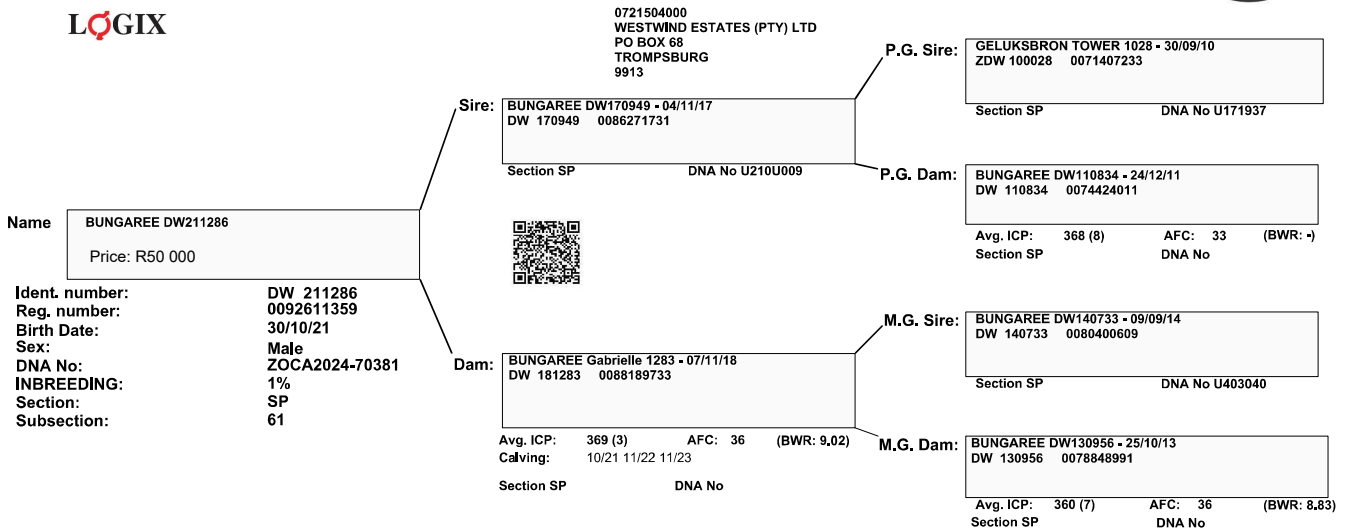 LOGIX
0721504000
WESTWIND ESTATES (PTY) LTD
PO BOX 68
TROMPSBURG
9913
Name
BUNGAREE DW211286
Price: R50 000
Ident. number: DW 211286
Reg. number: 0092611359
Birth Date: 30/10/21
Sex: Male
DNA No: ZOCA2024-70381
INBREEDING: 1%
Section: SP
Subsection: 61
Sire:
BUNGAREE DW170949 - 04/11/17
DW 170949 0086271731
Section SP DNA No U210U009
Dam:
BUNGAREE Gabrielle 1283 - 07/11/18
DW 181283 0088189733
Avg. ICP: 369 (3) AFC: 36 (BWR: 9.02)
Calving: 10/21 11/22 11/23
Section SP DNA No
P.G. Sire:
GELUKSBRON TOWER 1028 - 30/09/10
ZDW 100028 0071407233
Section SP DNA No U171937
P.G. Dam:
BUNGAREE DW110834 - 24/12/11
DW 110834 0074424011
Avg. ICP: 368 (8) AFC: 33 (BWR: -)
Section SP DNA No
M.G. Sire:
BUNGAREE DW140733 - 09/09/14
DW 140733 0080400609
Section SP DNA No U403040
M.G. Dam:
BUNGAREE DW130956 - 25/10/13
DW 130956 0078848991
Avg. ICP: 360 (7) AFC: 36 (BWR: 8.83)
Section SP DNA No